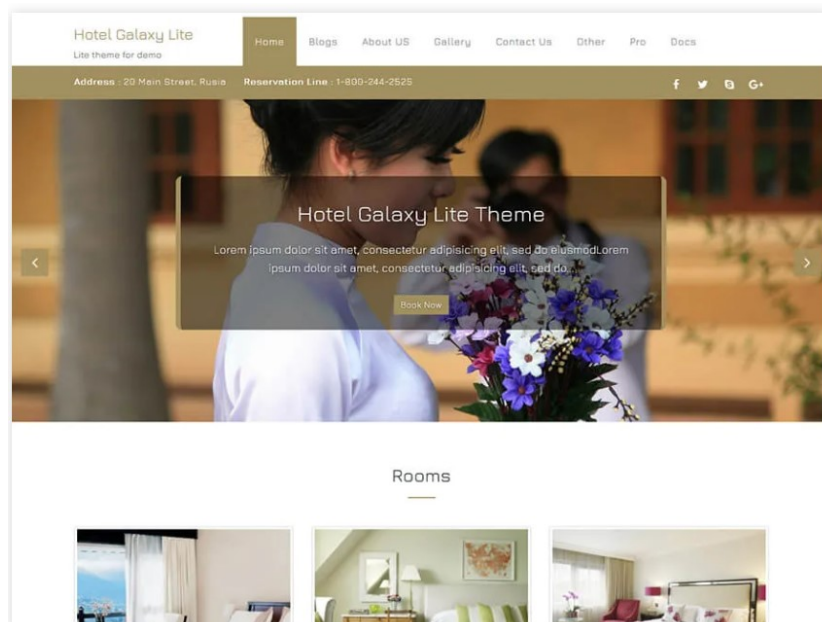 Hotel Galaxy Lite
Lite theme for demo
Home Blogs About US Gallery Contact Us Other Pro Docs
Address : 20 Main Street, Rusia Reservation Line : 1-800-244-2525
Hotel Galaxy Lite Theme
Lorem ipsum dolor sit amet, consectetur adipisicing elit, sed do eiusmodLorem
ipsum dolor sit amet, consectetur adipisicing elit, sed do..
Book Now
Rooms